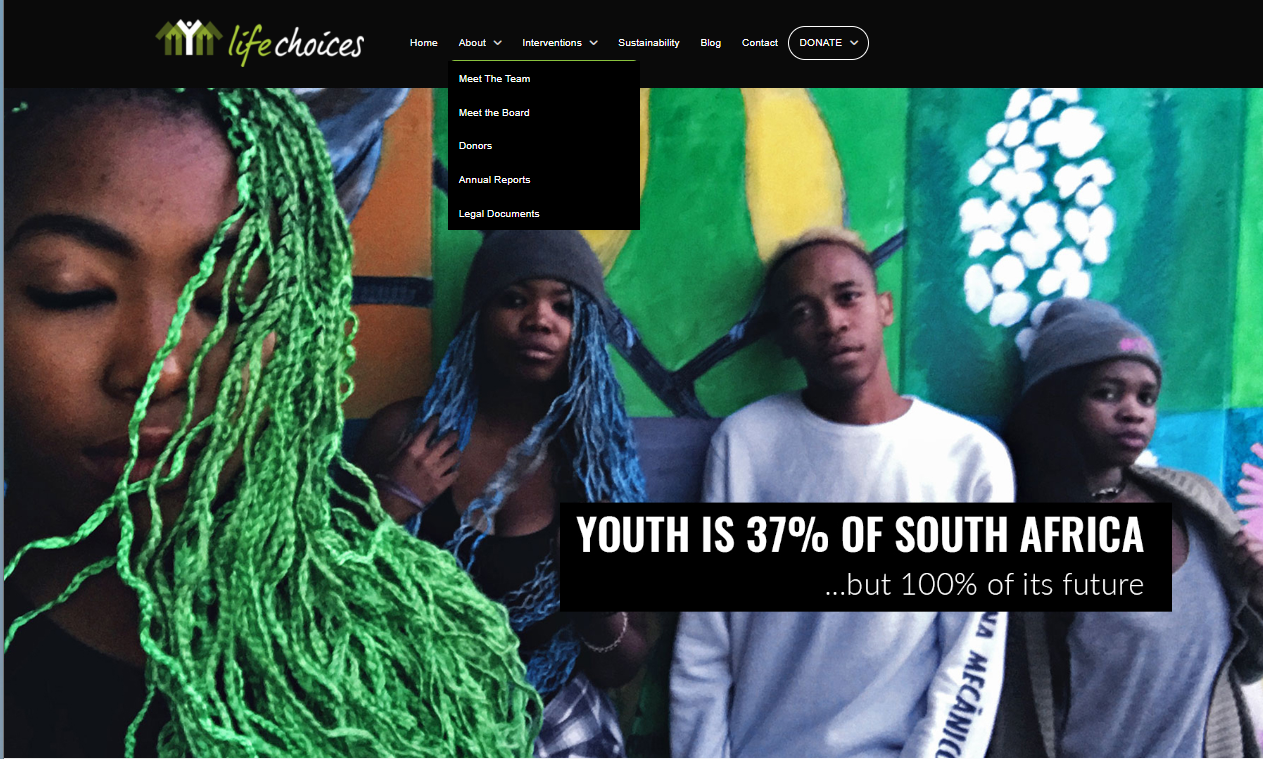 lifechoices
Home About Interventions Sustainability Blog Contact DONATE
Meet The Team
Meet the Board
Donors
Annual Reports
Legal Documents
YOUTH IS 37% OF SOUTH AFRICA
...but 100% of its future
NA MECÂNIC